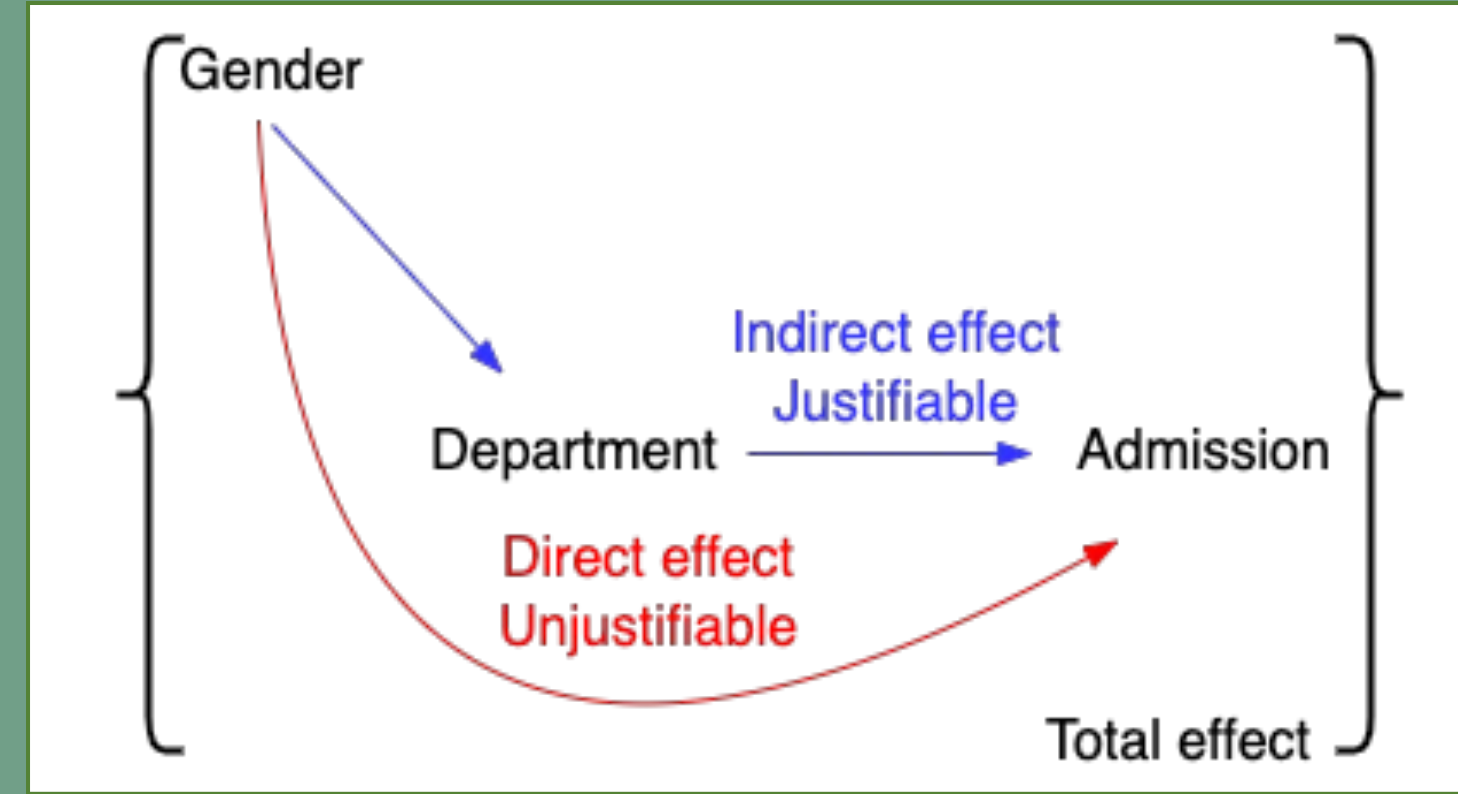 Gender
Indirect effect
Justifiable
Department
Admission
Direct effect
Unjustifiable
Total effect